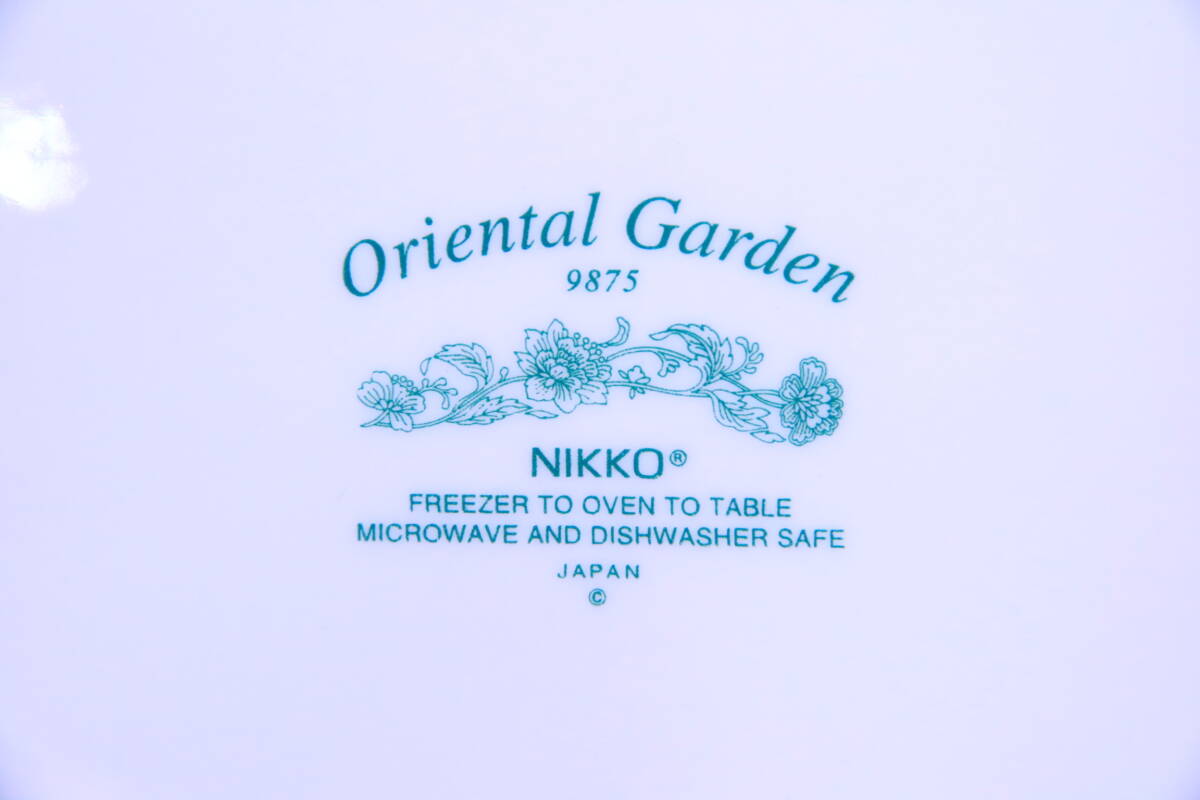 Oriental Garden
9875
NIKKO®
FREEZER TO OVEN TO TABLE
MICROWAVE AND DISHWASHER SAFE
JAPAN
©